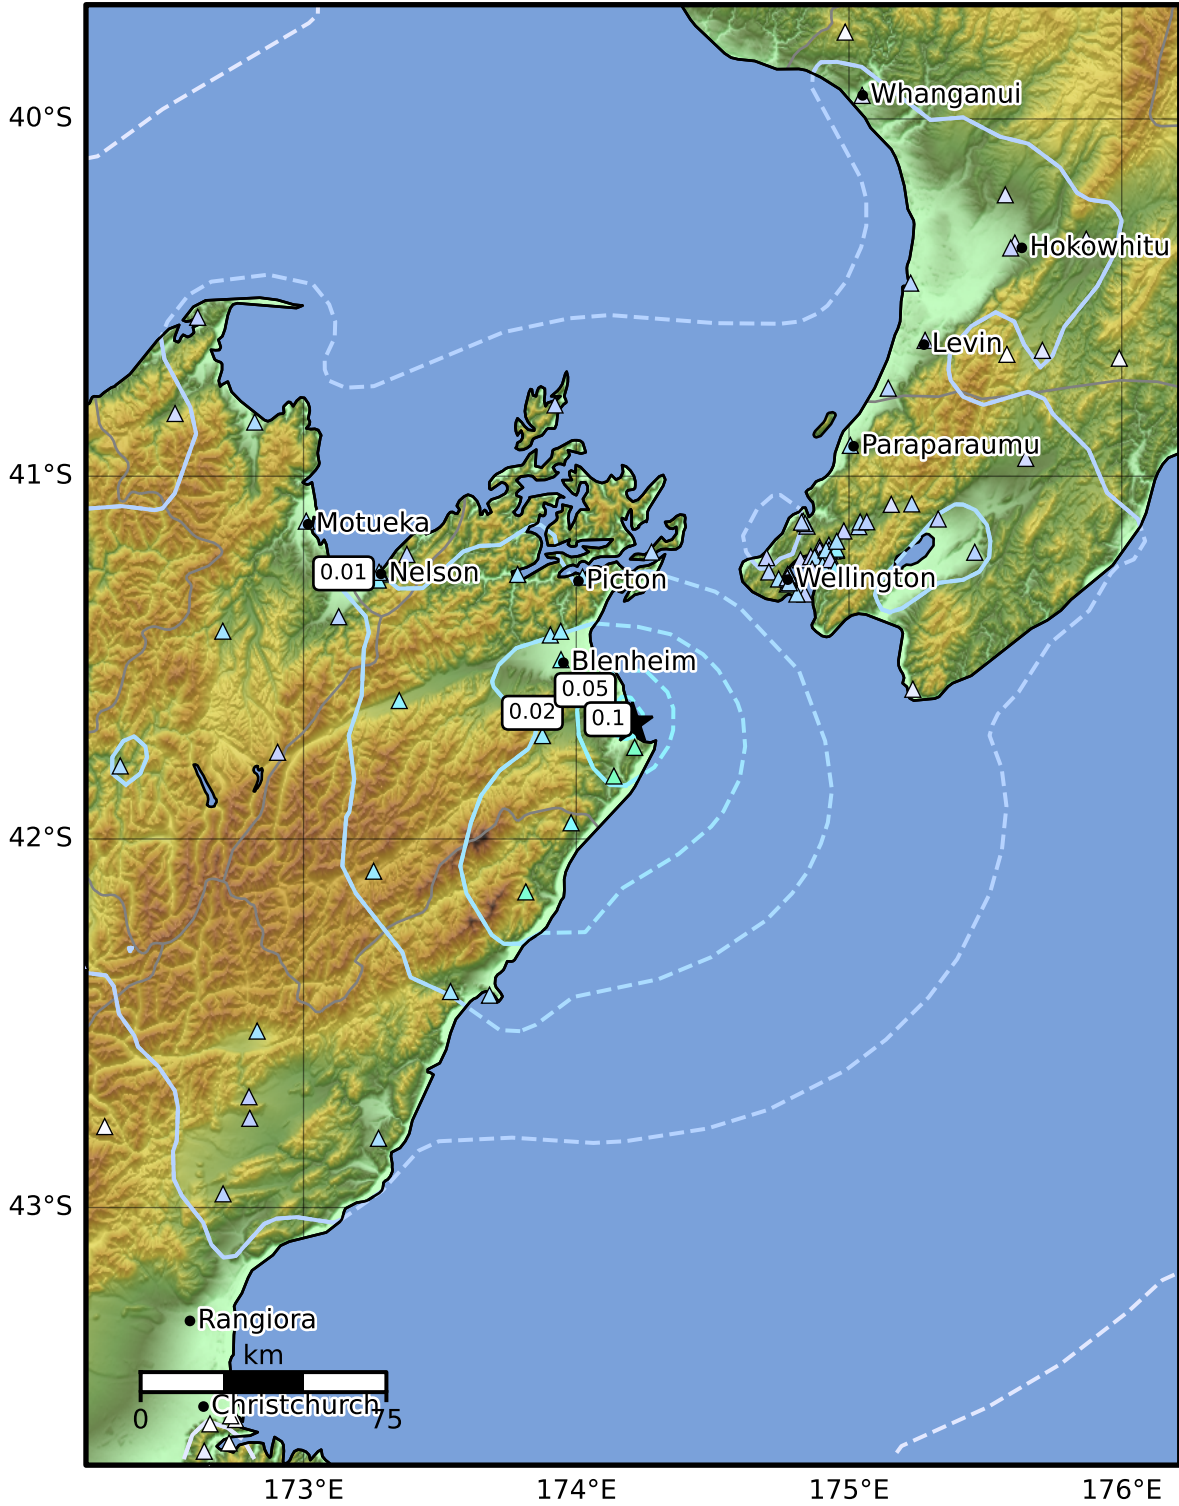 Whanganui
40°S
Hokowhitu
Levin
Paraparaumu
41°S
Motueka
0.01
Nelson
Picton
Wellington
Blenheim
0.05
0.02
0.1
42°S
43°S
Rangiora
km
Christchurch
0
75
173°E
174°E
175°E
176°E